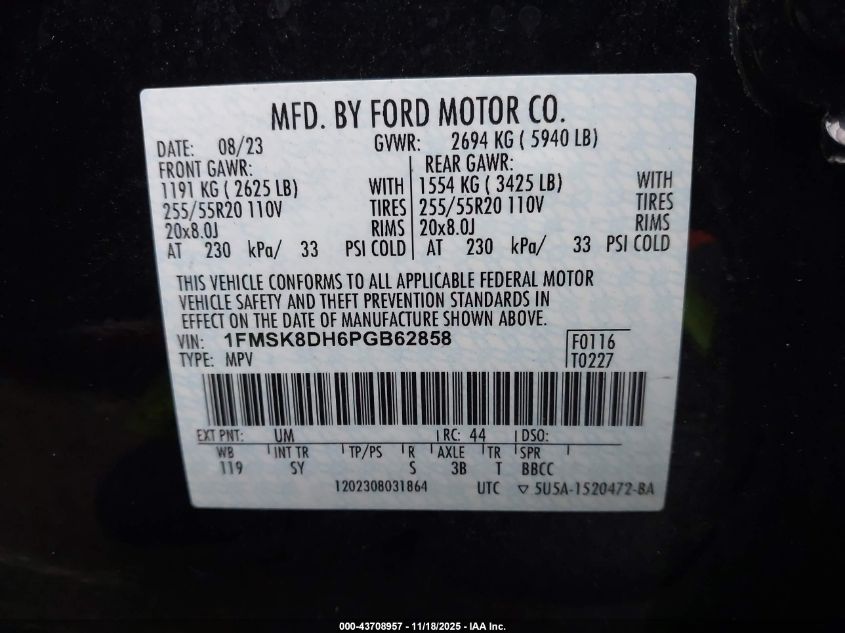 MFD. BY FORD MOTOR CO.
DATE: 08/23 GVWR: 2694 KG ( 5940 LB)
FRONT GAWR: REAR GAWR:
1191 KG ( 2625 LB) WITH 1554 KG ( 3425 LB) WITH
255/55R20 110V TIRES 255/55R20 110V TIRES
20x8.0J RIMS 20x8.0J RIMS
AT 230 kPa/ 33 PSI COLD AT 230 kPa/ 33 PSI COLD
THIS VEHICLE CONFORMS TO ALL APPLICABLE FEDERAL MOTOR
VEHICLE SAFETY AND THEFT PREVENTION STANDARDS IN
EFFECT ON THE DATE OF MANUFACTURE SHOWN ABOVE.
VIN: 1FMSK8DH6PGB62858 F0116
TYPE: MPV T0227
EXT PNT: UM RC: 44 DSO:
WB INT TR TP/PS R AXLE TR SPR
119 SY S 3B T BBCC
1202308031864 UTC ▽ 5U5A-1520472-BA
000-43708957 - 11/18/2025 - IAA Inc.